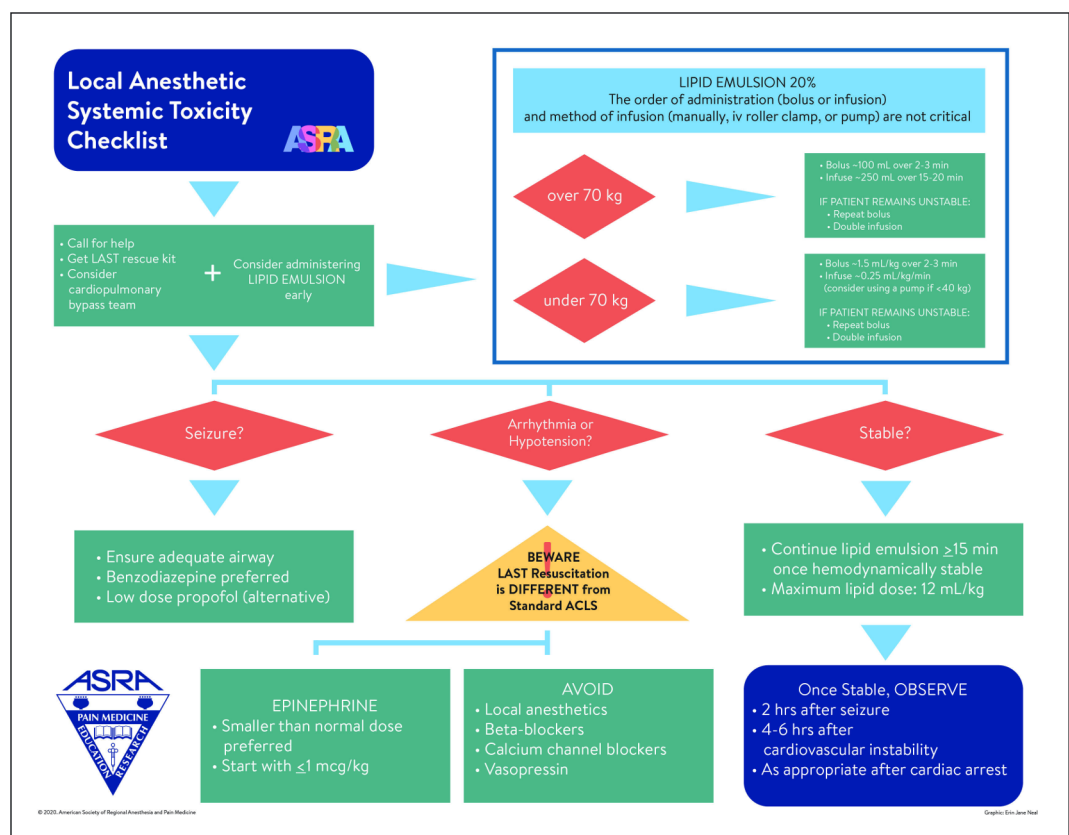 Local Anesthetic
Systemic Toxicity
Checklist
ASRA
LIPID EMULSION 20%
The order of administration (bolus or infusion)
and method of infusion (manually, iv roller clamp, or pump) are not critical
over 70 kg
• Bolus ~100 mL over 2-3 min
• Infuse ~250 mL over 15-20 min
IF PATIENT REMAINS UNSTABLE:
• Repeat bolus
• Double infusion
under 70 kg
• Bolus ~1.5 mL/kg over 2-3 min
• Infuse ~0.25 mL/kg/min
(consider using a pump if <40 kg)
IF PATIENT REMAINS UNSTABLE:
• Repeat bolus
• Double infusion
• Call for help
• Get LAST rescue kit
• Consider
cardiopulmonary
bypass team
+
Consider administering
LIPID EMULSION
early
Seizure?
Arrhythmia or
Hypotension?
Stable?
• Ensure adequate airway
• Benzodiazepine preferred
• Low dose propofol (alternative)
!
BEWARE
LAST Resuscitation
is DIFFERENT from
Standard ACLS
• Continue lipid emulsion ≥15 min
once hemodynamically stable
• Maximum lipid dose: 12 mL/kg
ASRA
PAIN MEDICINE
EDUCATION
RESEARCH
EPINEPHRINE
• Smaller than normal dose
preferred
• Start with ≤1 mcg/kg
AVOID
• Local anesthetics
• Beta-blockers
• Calcium channel blockers
• Vasopressin
Once Stable, OBSERVE
• 2 hrs after seizure
• 4-6 hrs after
cardiovascular instability
• As appropriate after cardiac arrest
© 2020. American Society of Regional Anesthesia and Pain Medicine
Graphic: Erin Jane Neal